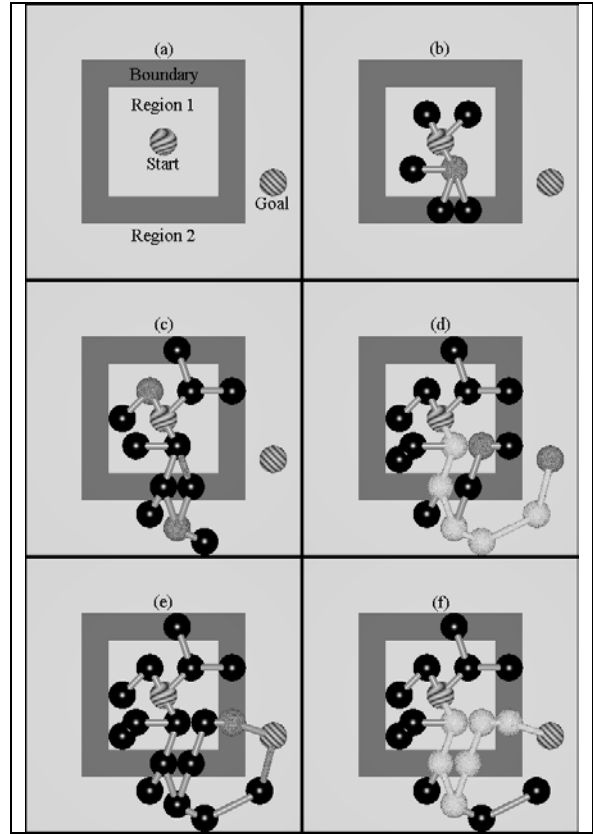 (a)
Boundary
Region 1
Start
Goal
Region 2
(b)
(c)
(d)
(e)
(f)